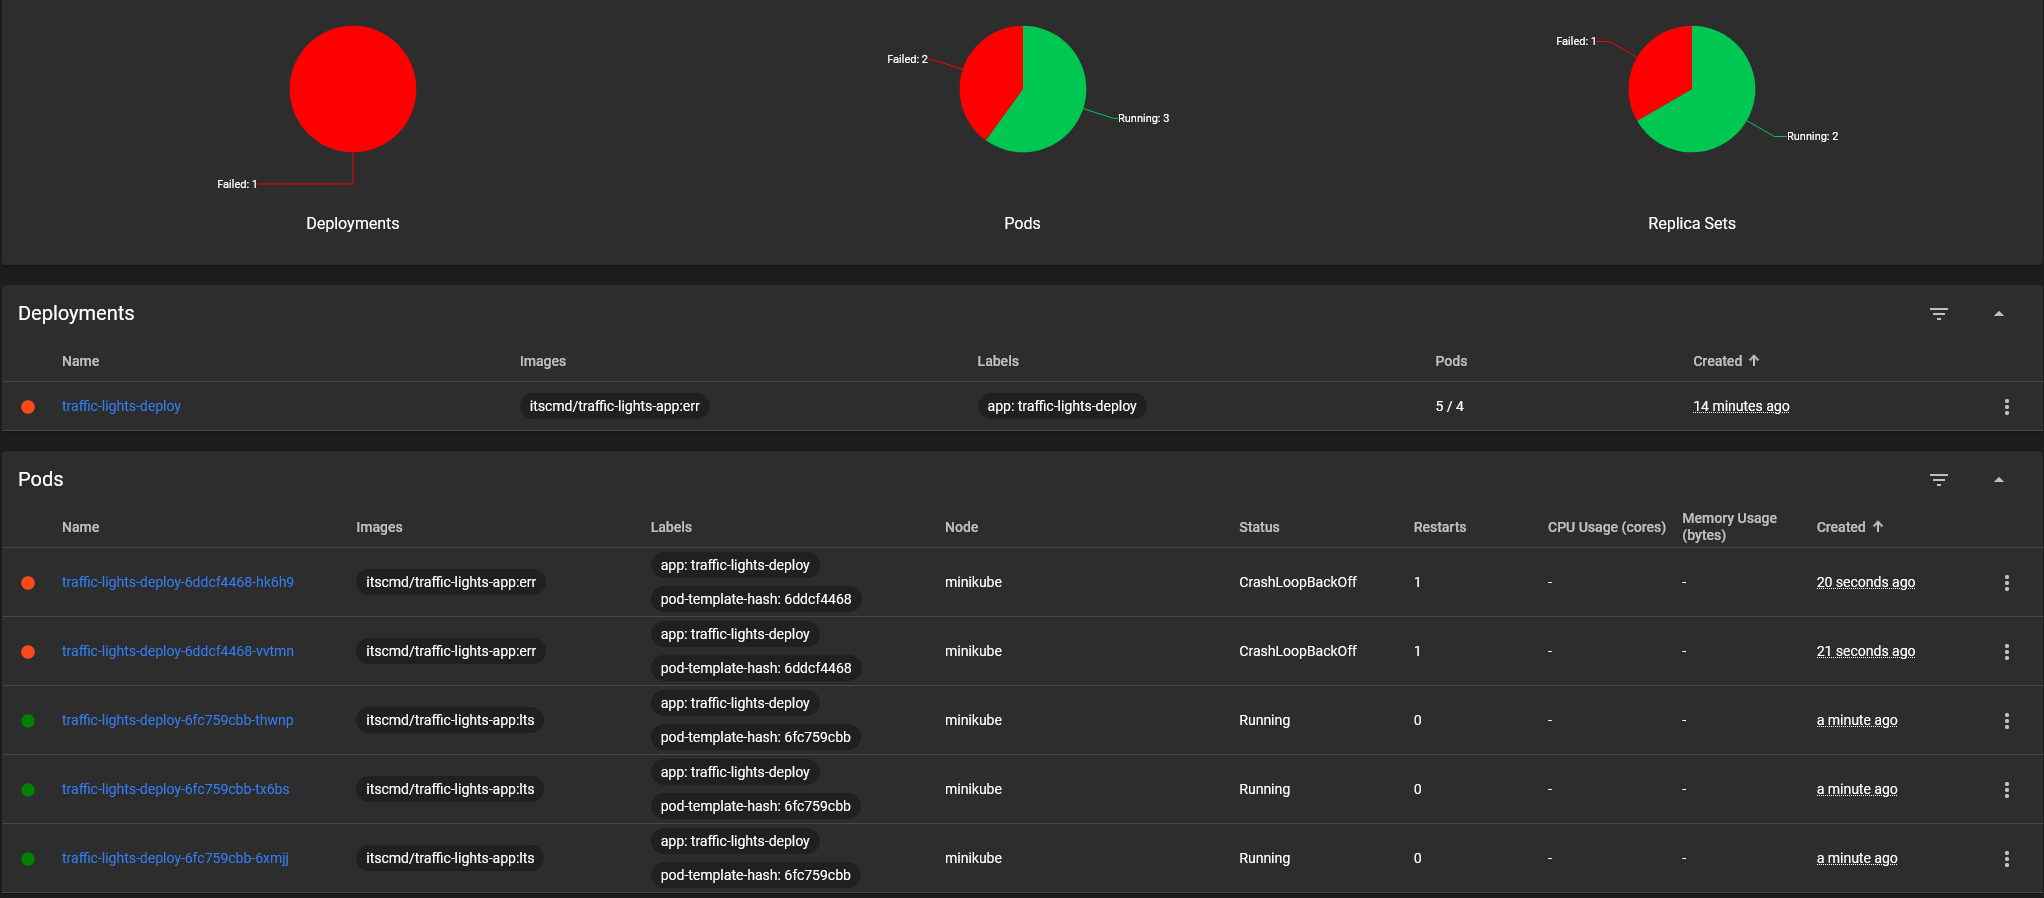 Failed: 1
Deployments
Failed: 2
Running: 3
Pods
Failed: 1
Running: 2
Replica Sets
Deployments
Name Images Labels Pods Created
traffic-lights-deploy itscmd/traffic-lights-app:err app: traffic-lights-deploy 5 / 4 14 minutes ago
Pods
Name Images Labels Node Status Restarts CPU Usage (cores) Memory Usage (bytes) Created
app: traffic-lights-deploy
traffic-lights-deploy-6ddcf4468-hk6h9 itscmd/traffic-lights-app:err minikube CrashLoopBackOff 1 - - 20 seconds ago
pod-template-hash: 6ddcf4468
app: traffic-lights-deploy
traffic-lights-deploy-6ddcf4468-vvtmn itscmd/traffic-lights-app:err minikube CrashLoopBackOff 1 - - 21 seconds ago
pod-template-hash: 6ddcf4468
app: traffic-lights-deploy
traffic-lights-deploy-6fc759cbb-thwnp itscmd/traffic-lights-app:lts minikube Running 0 - - a minute ago
pod-template-hash: 6fc759cbb
app: traffic-lights-deploy
traffic-lights-deploy-6fc759cbb-tx6bs itscmd/traffic-lights-app:lts minikube Running 0 - - a minute ago
pod-template-hash: 6fc759cbb
app: traffic-lights-deploy
traffic-lights-deploy-6fc759cbb-6xmjj itscmd/traffic-lights-app:lts minikube Running 0 - - a minute ago
pod-template-hash: 6fc759cbb